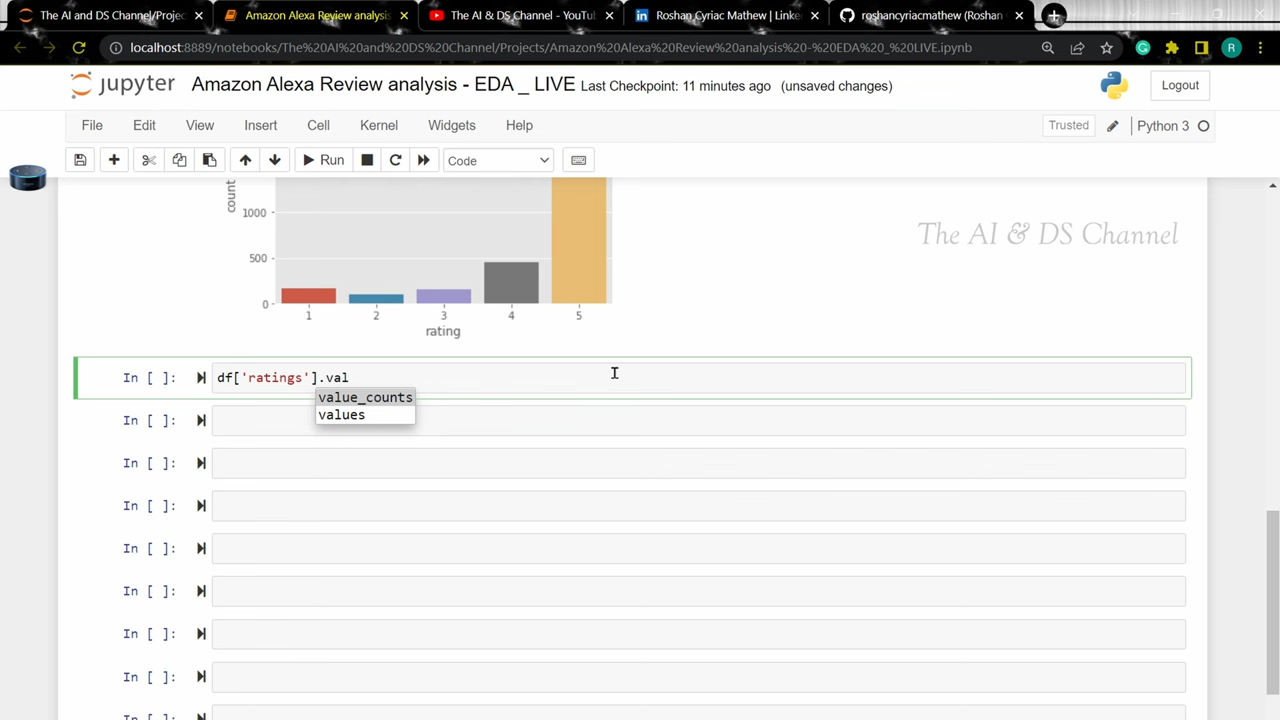 The AI and DS Channel/Projec
Amazon Alexa Review analysis
The AI & DS Channel - YouTub
Roshan Cyriac Mathew | Linke
roshancyriacmathew (Roshan
localhost:8889/notebooks/The%20AI%20and%20DS%20Channel/Projects/Amazon%20Alexa%20Review%20analysis%20-%20EDA%20_%20LIVE.ipynb
R
jupyter Amazon Alexa Review analysis - EDA _ LIVE Last Checkpoint: 11 minutes ago (unsaved changes)
Logout
File Edit View Insert Cell Kernel Widgets Help
Trusted
Python 3
Run
Code
count
1000
500
0
1 2 3 4 5
rating
The AI & DS Channel
In [ ]: df['ratings'].val
value_counts
values
In [ ]:
In [ ]:
In [ ]:
In [ ]:
In [ ]:
In [ ]:
In [ ]: